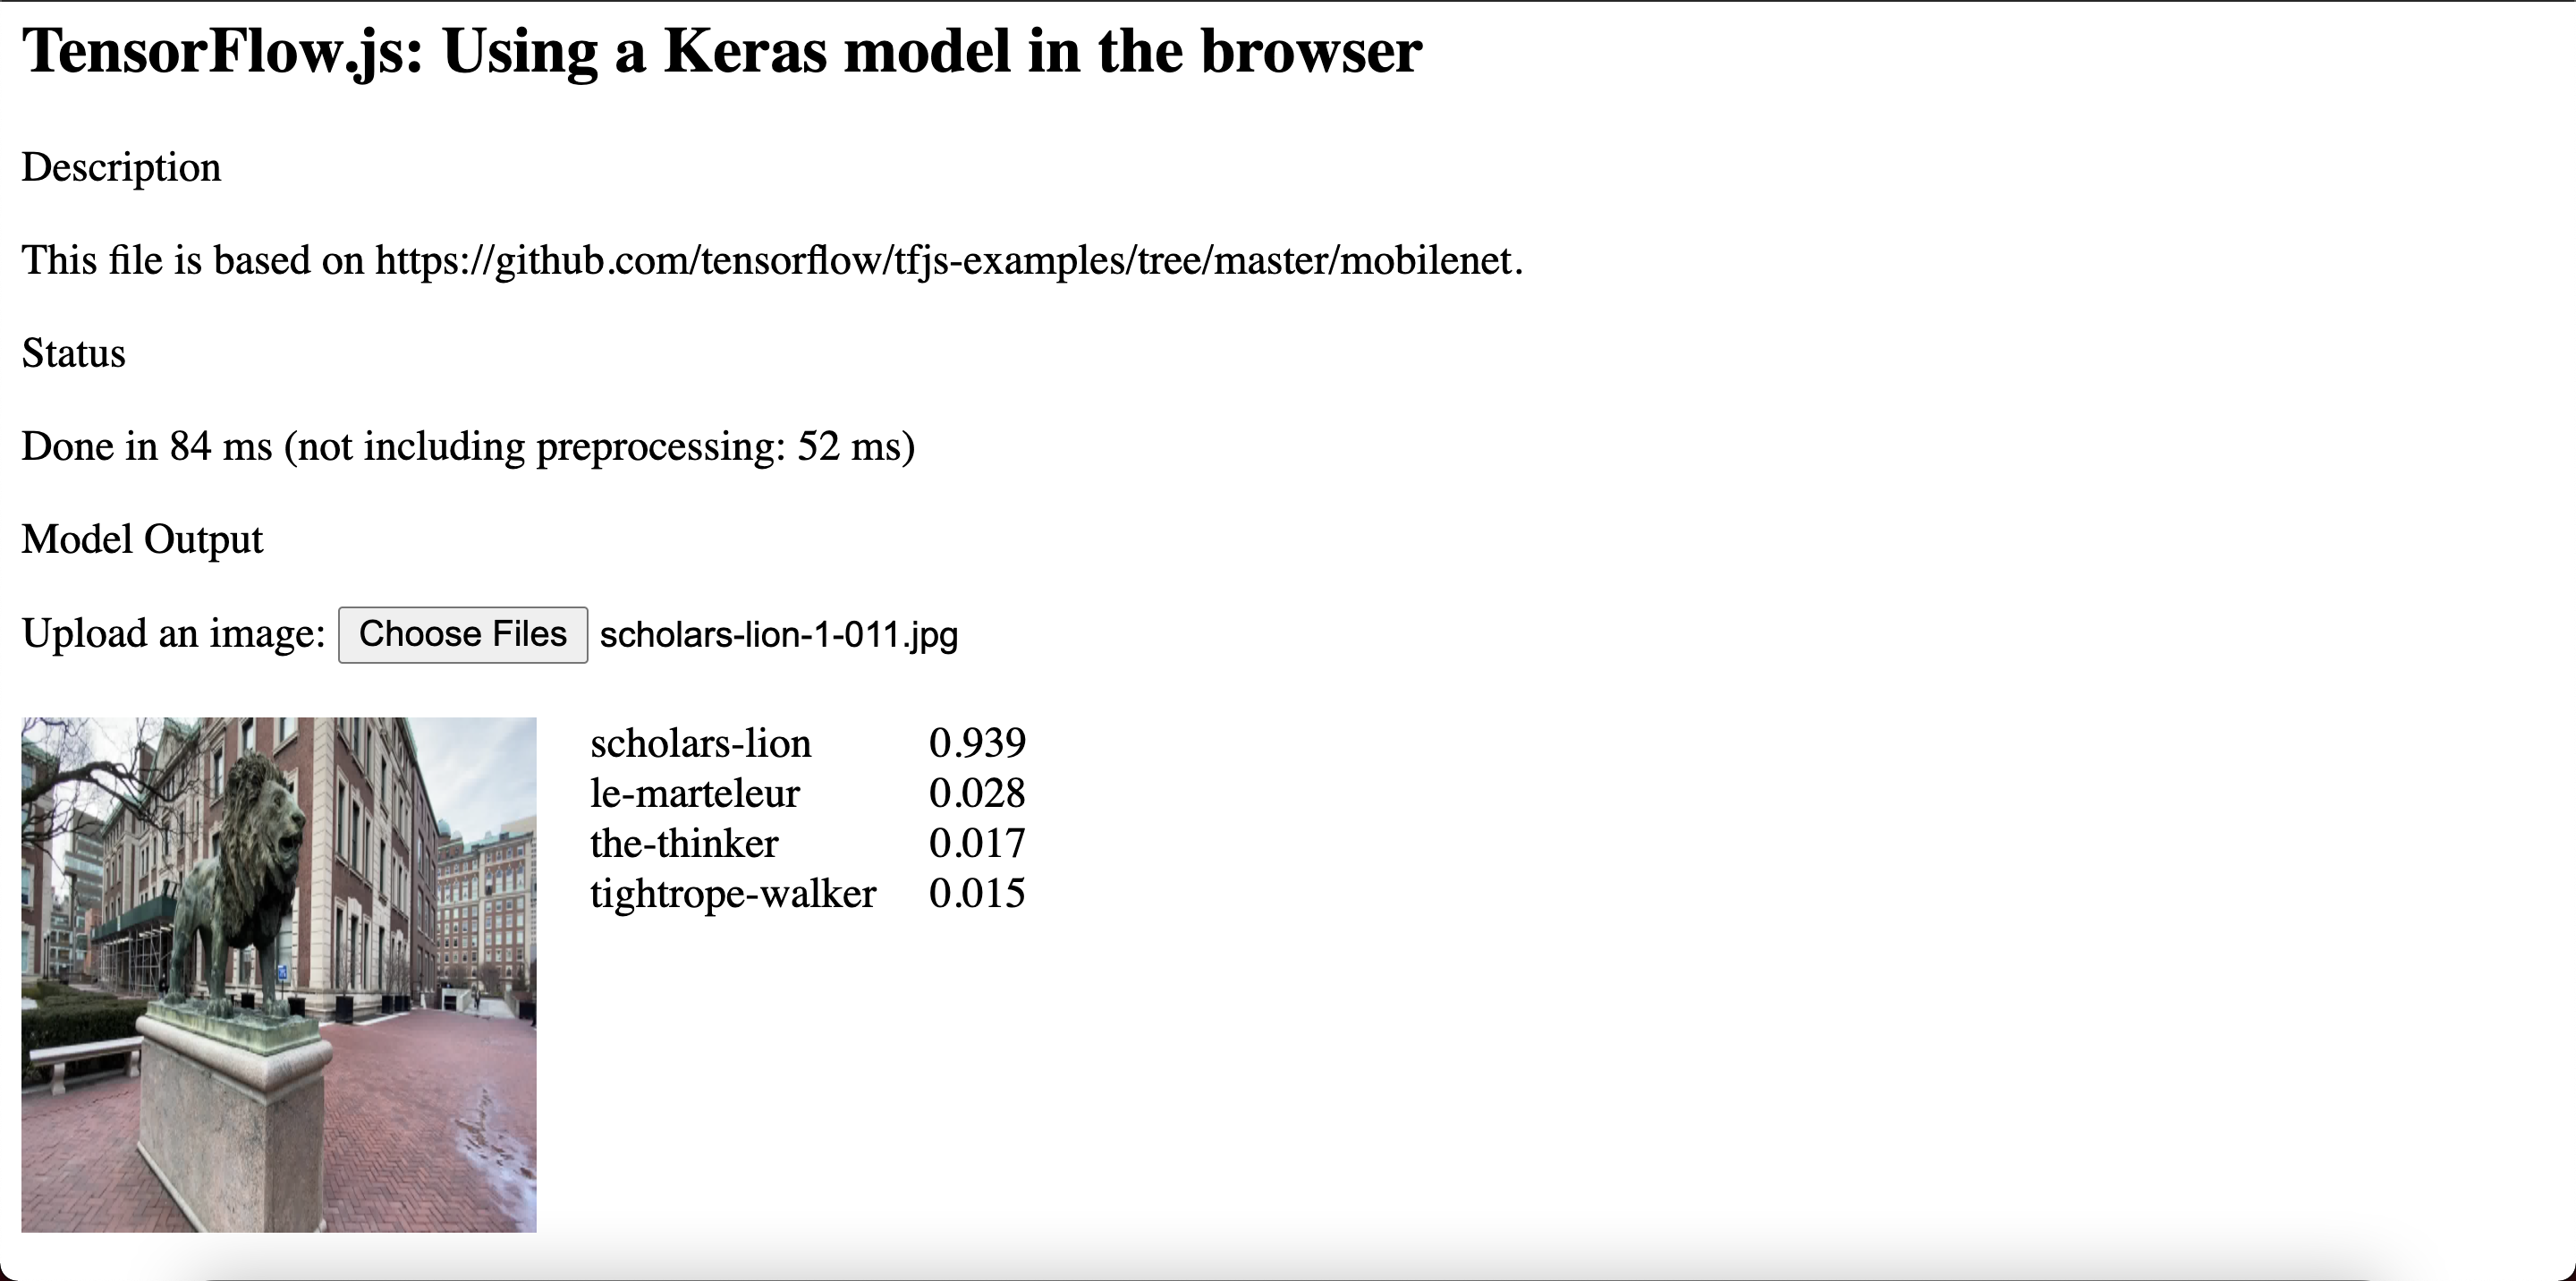 TensorFlow.js: Using a Keras model in the browser
Description
This file is based on https://github.com/tensorflow/tfjs-examples/tree/master/mobilenet.
Status
Done in 84 ms (not including preprocessing: 52 ms)
Model Output
Upload an image: Choose Files scholars-lion-1-011.jpg
scholars-lion 0.939
le-marteleur 0.028
the-thinker 0.017
tightrope-walker 0.015